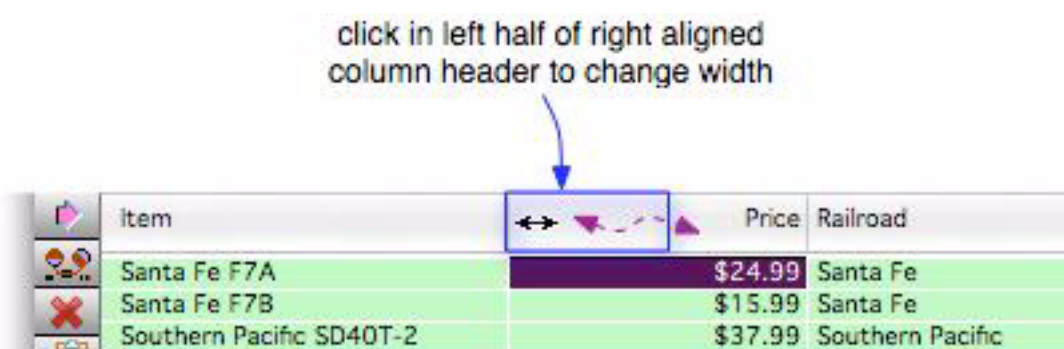 click in left half of right aligned
column header to change width
Item Price Railroad
Santa Fe F7A $24.99 Santa Fe
Santa Fe F7B $15.99 Santa Fe
Southern Pacific SD40T-2 $37.99 Southern Pacific